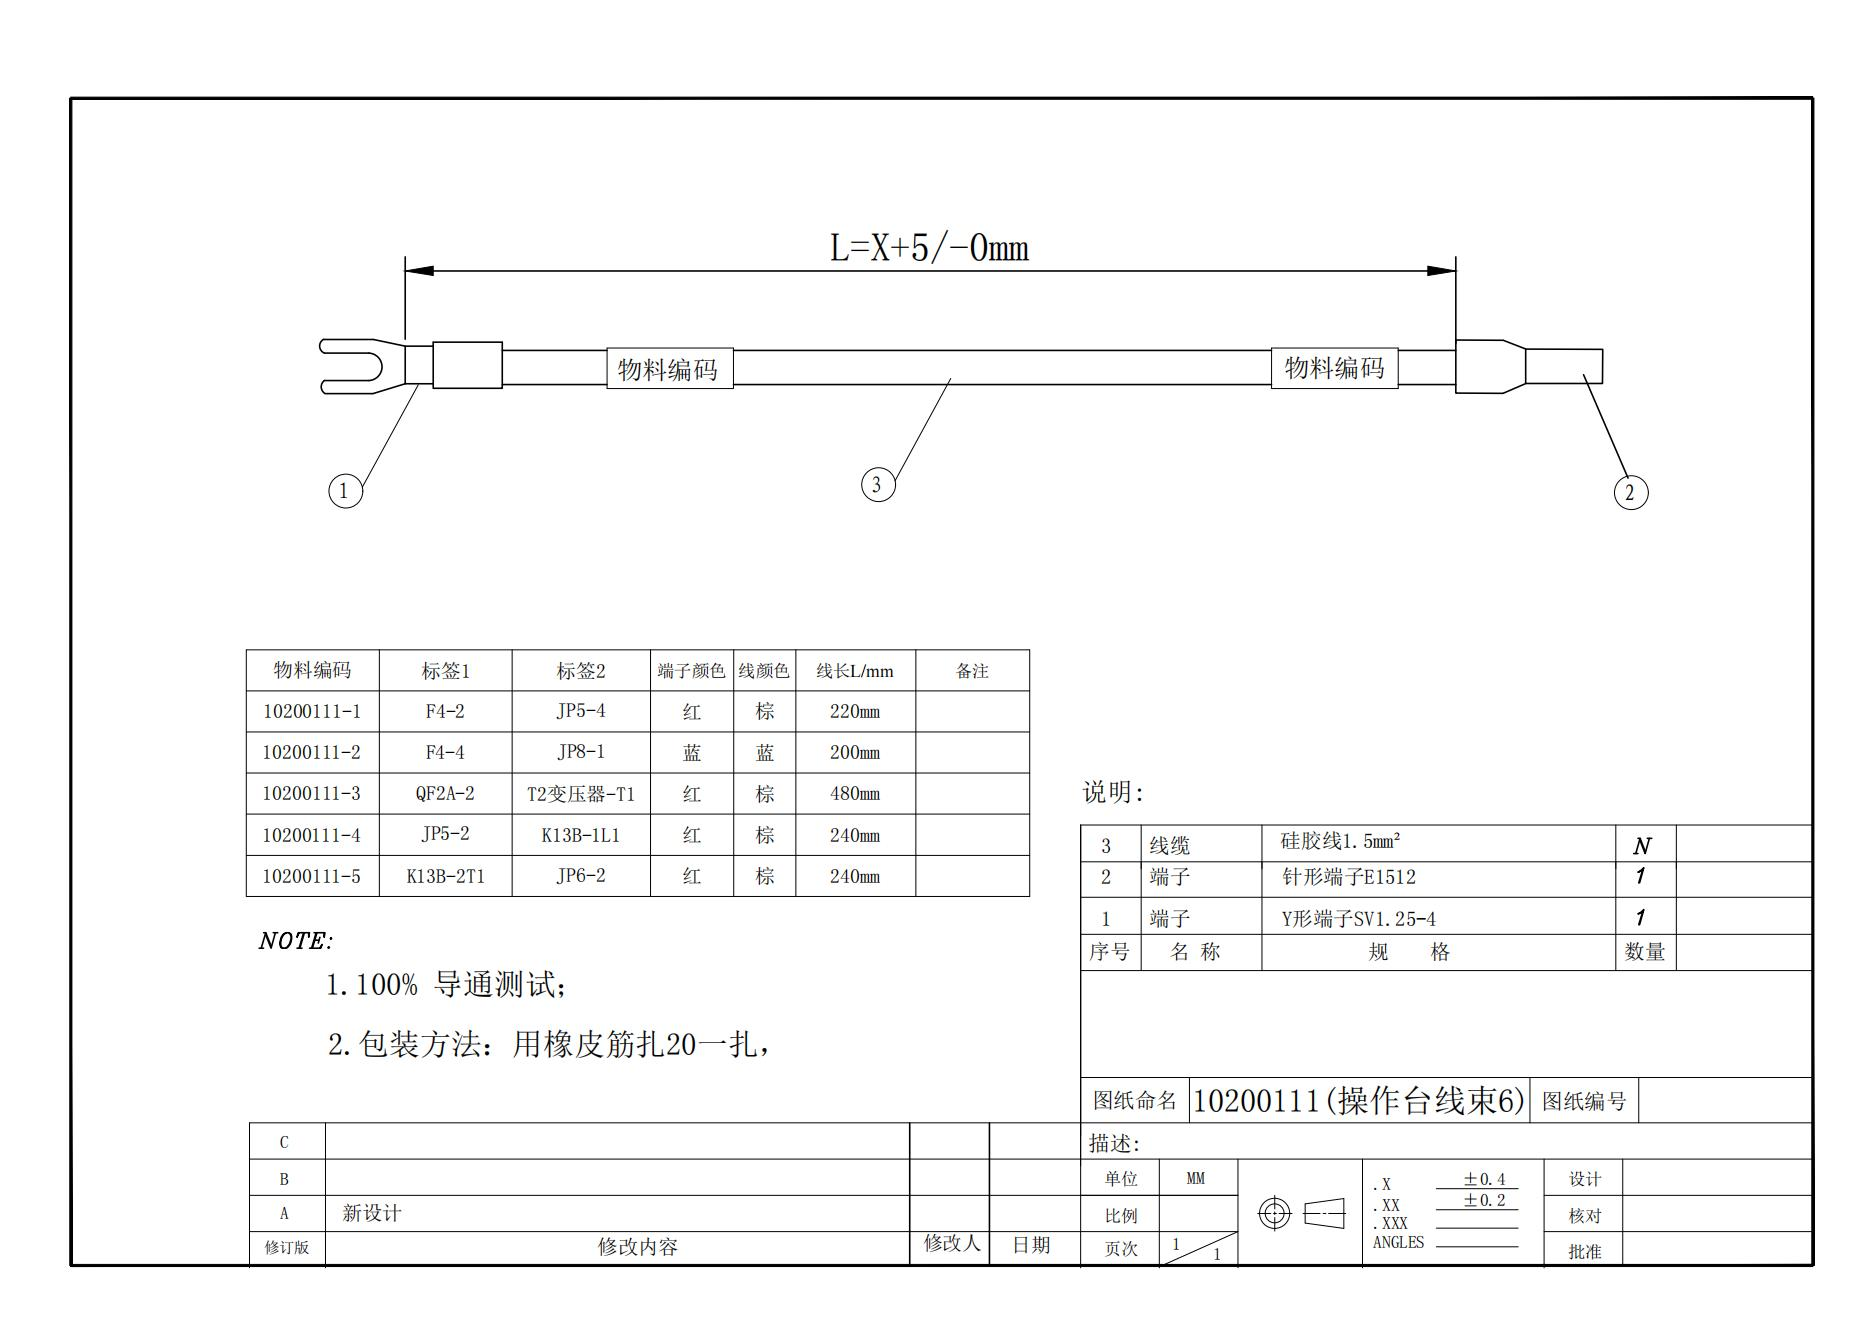 L=X+5/-0mm
物料编码 物料编码
1 3 2
物料编码 标签1 标签2 端子颜色 线颜色 线长L/mm 备注
10200111-1 F4-2 JP5-4 红 棕 220mm
10200111-2 F4-4 JP8-1 蓝 蓝 200mm
10200111-3 QF2A-2 T2变压器-T1 红 棕 480mm
10200111-4 JP5-2 K13B-1L1 红 棕 240mm
10200111-5 K13B-2T1 JP6-2 红 棕 240mm
NOTE:
1.100% 导通测试;
2.包装方法：用橡皮筋扎20一扎,
说明:
3 线缆 硅胶线1.5mm² N
2 端子 针形端子E1512 1
1 端子 Y形端子SV1.25-4 1
序号 名 称 规 格 数量
图纸命名 10200111(操作台线束6) 图纸编号
描述:
C
B
A 新设计
修订版 修改内容 修改人 日期
单位 MM
比例
页次 1/1
.X ±0.4
.XX ±0.2
.XXX
ANGLES
设计
核对
批准